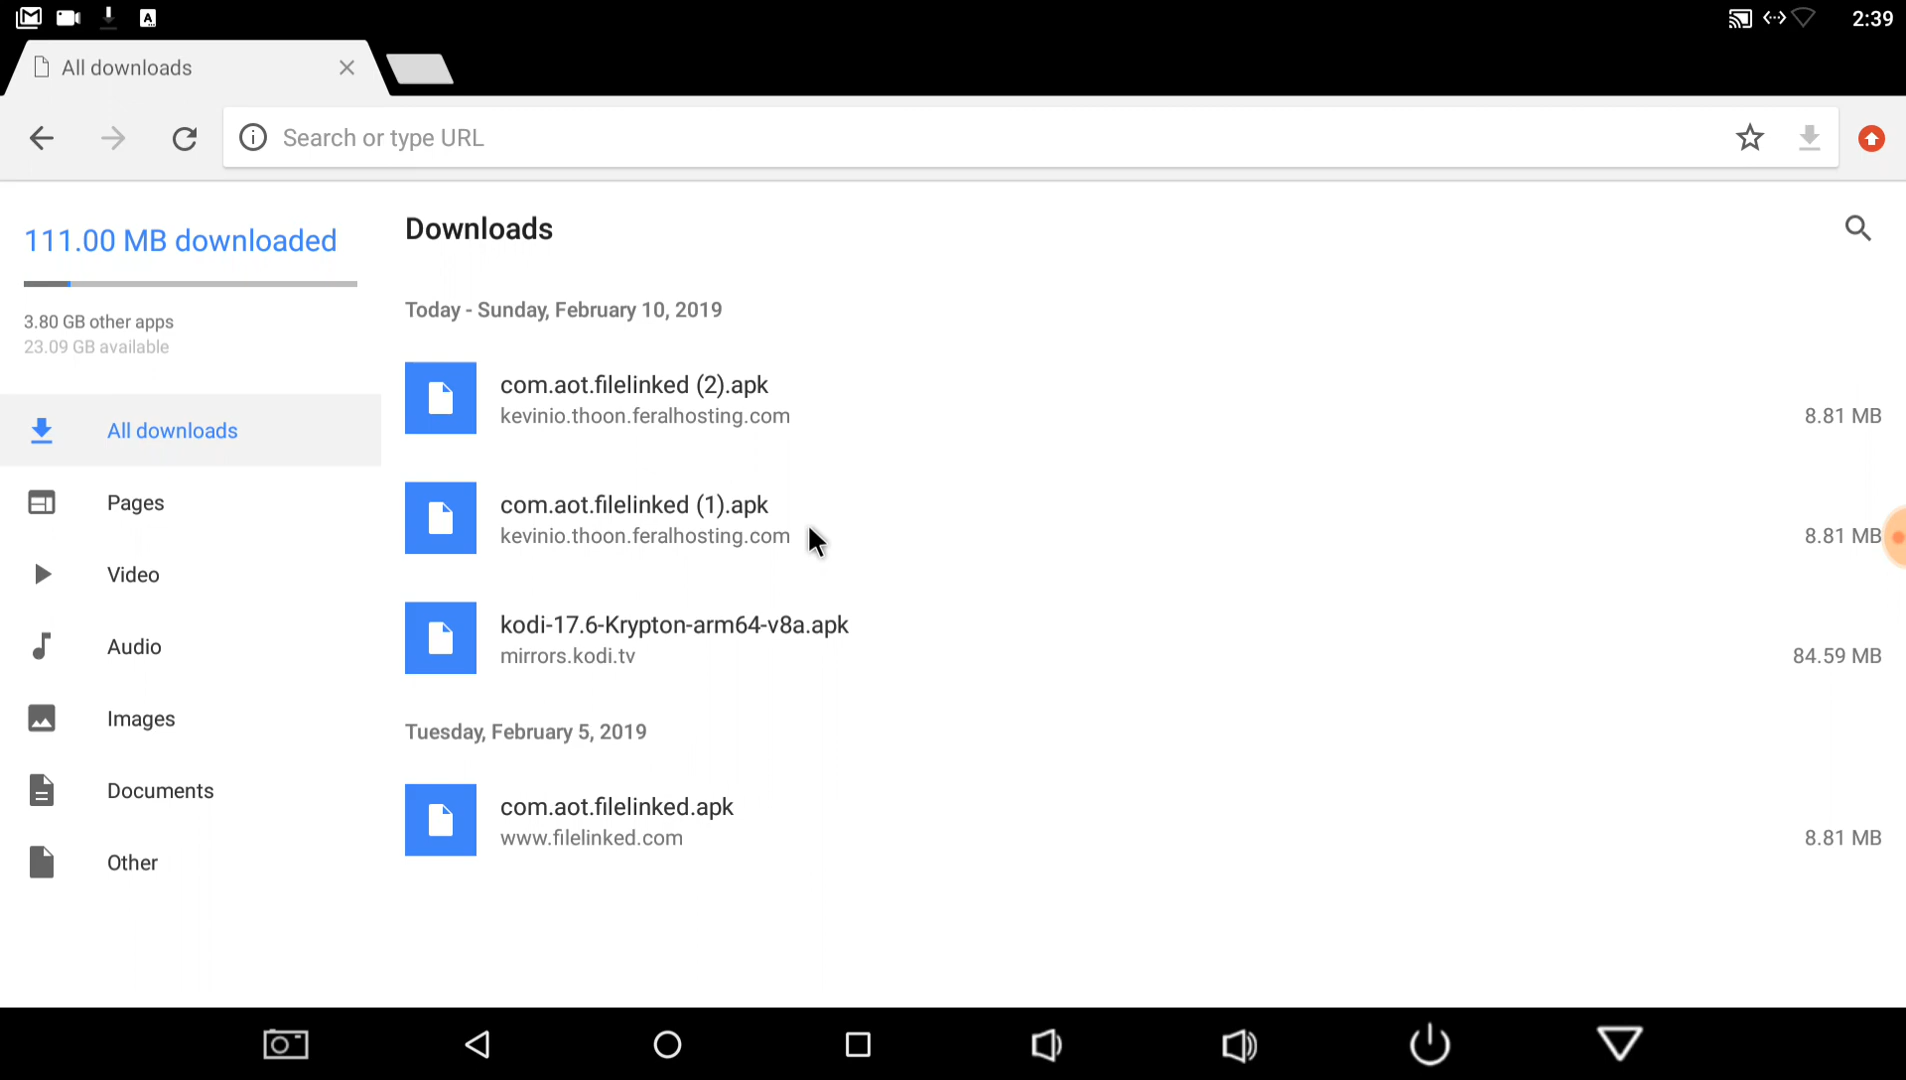 A
2:39
All downloads
Search or type URL
111.00 MB downloaded
3.80 GB other apps
23.09 GB available
All downloads
Pages
Video
Audio
Images
Documents
Other
Downloads
Today - Sunday, February 10, 2019
com.aot.filelinked (2).apk
kevinio.thoon.feralhosting.com
8.81 MB
com.aot.filelinked (1).apk
kevinio.thoon.feralhosting.com
8.81 MB
kodi-17.6-Krypton-arm64-v8a.apk
mirrors.kodi.tv
84.59 MB
Tuesday, February 5, 2019
com.aot.filelinked.apk
www.filelinked.com
8.81 MB